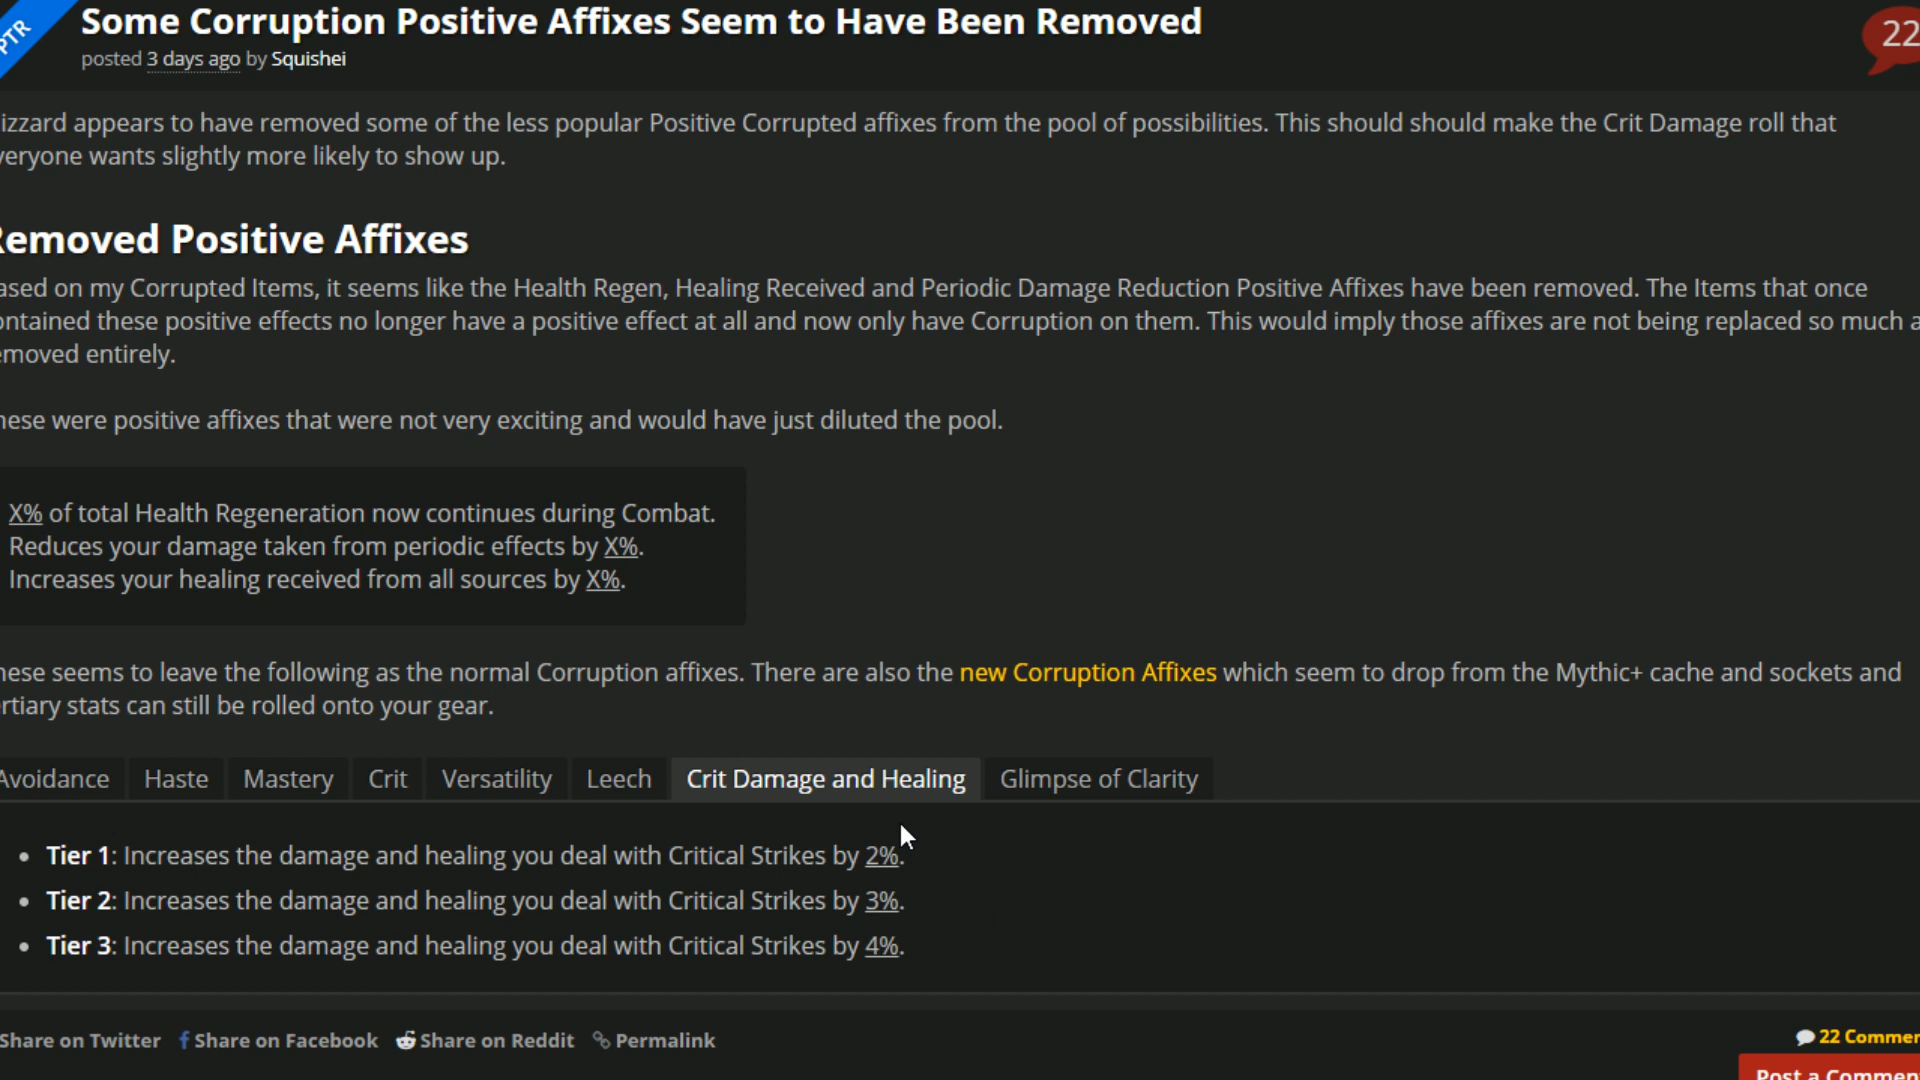 PTR
Some Corruption Positive Affixes Seem to Have Been Removed
22
posted 3 days ago by Squishei
izzard appears to have removed some of the less popular Positive Corrupted affixes from the pool of possibilities. This should should make the Crit Damage roll that
veryone wants slightly more likely to show up.
Removed Positive Affixes
ased on my Corrupted Items, it seems like the Health Regen, Healing Received and Periodic Damage Reduction Positive Affixes have been removed. The Items that once
ontained these positive effects no longer have a positive effect at all and now only have Corruption on them. This would imply those affixes are not being replaced so much a
emoved entirely.
hese were positive affixes that were not very exciting and would have just diluted the pool.
X% of total Health Regeneration now continues during Combat.
Reduces your damage taken from periodic effects by X%.
Increases your healing received from all sources by X%.
hese seems to leave the following as the normal Corruption affixes. There are also the new Corruption Affixes which seem to drop from the Mythic+ cache and sockets and
rtiary stats can still be rolled onto your gear.
Avoidance Haste Mastery Crit Versatility Leech Crit Damage and Healing Glimpse of Clarity
• Tier 1: Increases the damage and healing you deal with Critical Strikes by 2%.
• Tier 2: Increases the damage and healing you deal with Critical Strikes by 3%.
• Tier 3: Increases the damage and healing you deal with Critical Strikes by 4%.
Share on Twitter Share on Facebook Share on Reddit Permalink
22 Commen
Post a Commen